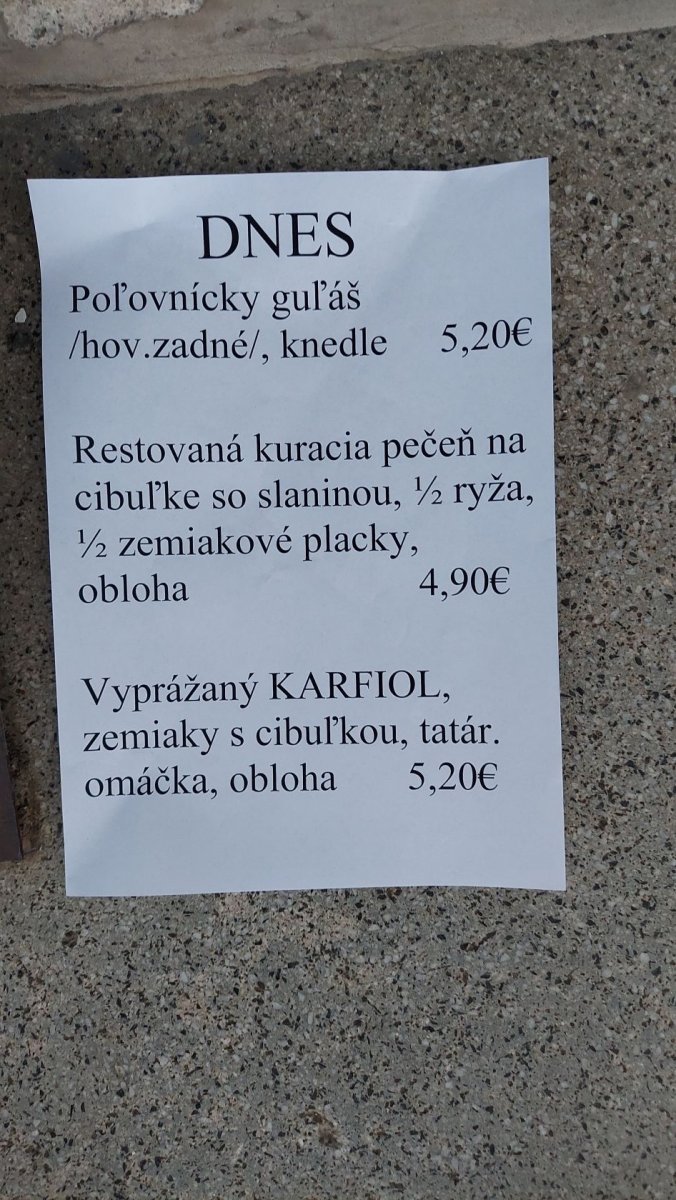 DNES
Poľovnícky guľáš
/hov.zadné/, knedle 5,20€
Restovaná kuracia pečeň na
cibuľke so slaninou, ½ ryža,
½ zemiakové placky,
obloha 4,90€
Vyprážaný KARFIOL,
zemiaky s cibuľkou, tatár.
omáčka, obloha 5,20€